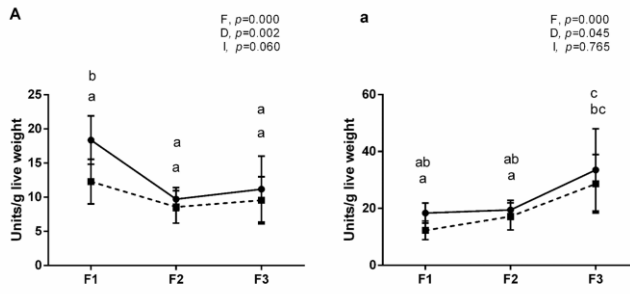 A
F, p=0.000
D, p=0.002
I, p=0.060
b
a
a
a
a
a
Units/g live weight
25
20
15
10
5
0
F1
F2
F3
a
F, p=0.000
D, p=0.045
I, p=0.765
ab
a
ab
a
c
bc
Units/g live weight
60
40
20
0
F1
F2
F3